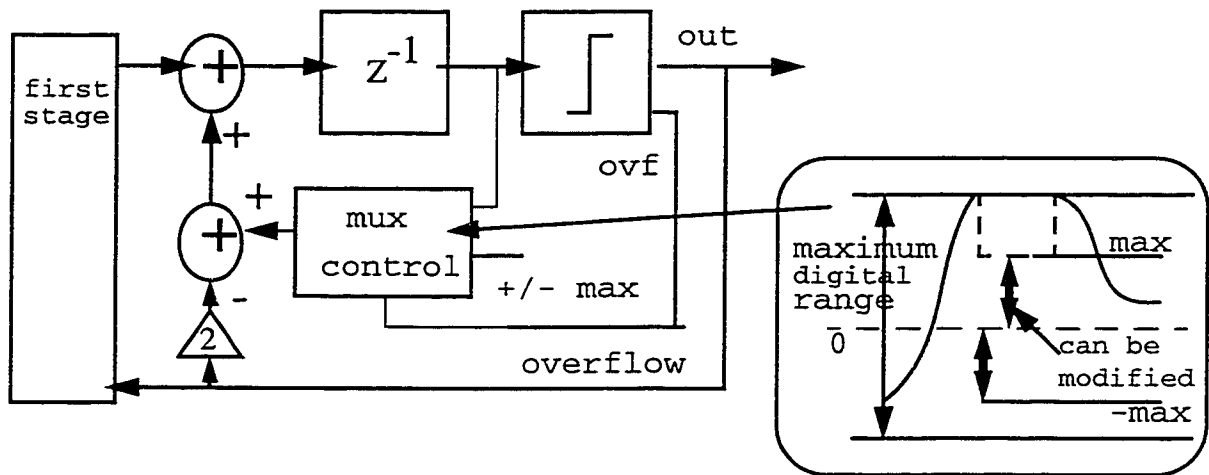 out
+
z⁻¹
first
stage
+
ovf
+
mux
control
+
+/- max
-
2
overflow
maximum
digital
range
max
0
can be
modified
-max